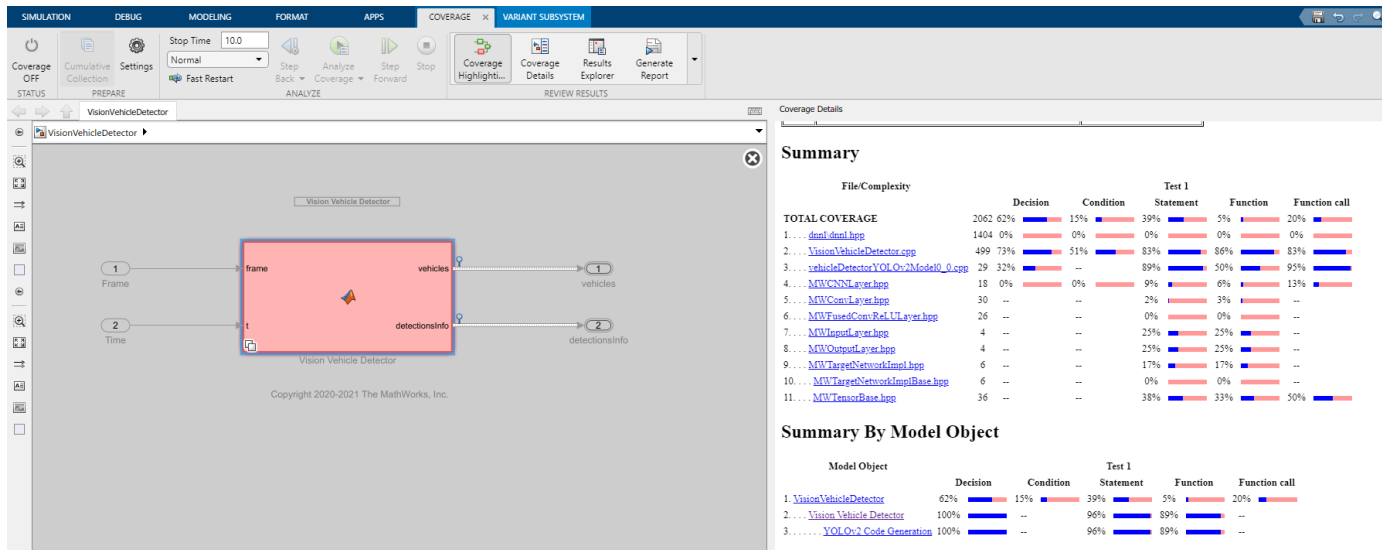 SIMULATION DEBUG MODELING FORMAT APPS COVERAGE × VARIANT SUBSYSTEM
Stop Time 10.0
Normal
Fast Restart
Coverage OFF
Cumulative Collection
Settings
Step Back
Analyze Coverage
Step Forward
Stop
Coverage Highlighti...
Coverage Details
Results Explorer
Generate Report
STATUS PREPARE ANALYZE REVIEW RESULTS
VisionVehicleDetector
VisionVehicleDetector
Vision Vehicle Detector
1 frame vehicles 1
Frame vehicles
2 t detectionsInfo 2
Time detectionsInfo
Vision Vehicle Detector
Copyright 2020-2021 The MathWorks, Inc.
Coverage Details
Summary
File/Complexity Test 1
Decision Condition Statement Function Function call
TOTAL COVERAGE 2062 62% 15% 39% 5% 20%
1. . . . dnnl\dnnl.hpp 1404 0% 0% 0% 0% 0%
2. . . . VisionVehicleDetector.cpp 499 73% 51% 83% 86% 83%
3. . . . vehicleDetectorYOLOv2Model0_0.cpp 29 32% -- 89% 50% 95%
4. . . . MWCNNLayer.hpp 18 0% 0% 9% 6% 13%
5. . . . MWConvLayer.hpp 30 -- -- 2% 3% --
6. . . . MWFusedConvReLULayer.hpp 26 -- -- 0% 0% --
7. . . . MWInputLayer.hpp 4 -- -- 25% 25% --
8. . . . MWOutputLayer.hpp 4 -- -- 25% 25% --
9. . . . MWTargetNetworkImpl.hpp 6 -- -- 17% 17% --
10. . . . MWTargetNetworkImplBase.hpp 6 -- -- 0% 0% --
11. . . . MWTensorBase.hpp 36 -- -- 38% 33% 50%
Summary By Model Object
Model Object Test 1
Decision Condition Statement Function Function call
1. VisionVehicleDetector 62% 15% 39% 5% 20%
2. . . . Vision Vehicle Detector 100% -- 96% 89% --
3. . . . . . . YOLOv2 Code Generation 100% -- 96% 89% --